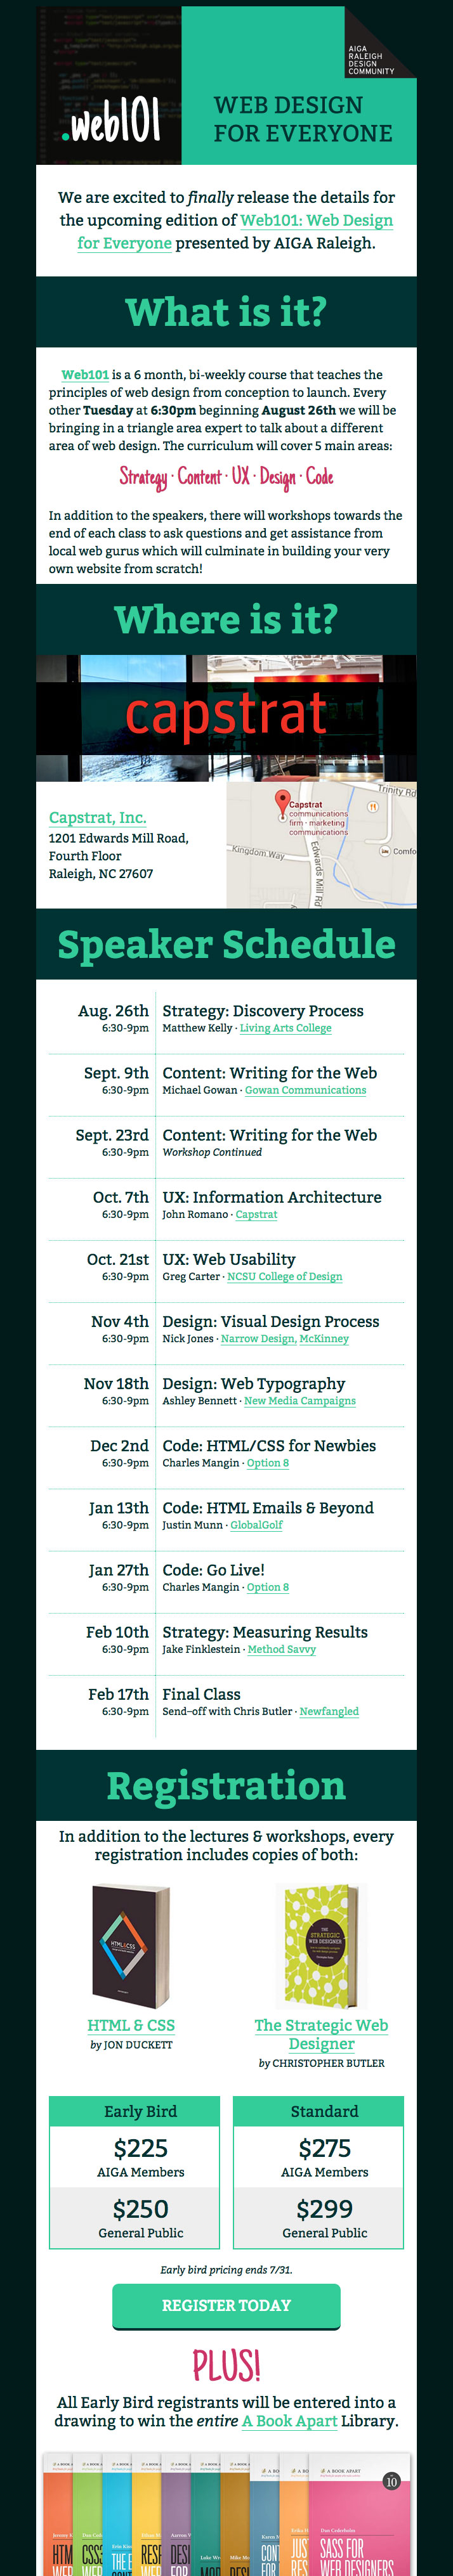 AIGA
RALEIGH
DESIGN
COMMUNITY
.web101
WEB DESIGN
FOR EVERYONE
We are excited to finally release the details for
the upcoming edition of Web101: Web Design
for Everyone presented by AIGA Raleigh.
What is it?
Web101 is a 6 month, bi-weekly course that teaches the
principles of web design from conception to launch. Every
other Tuesday at 6:30pm beginning August 26th we will be
bringing in a triangle area expert to talk about a different
area of web design. The curriculum will cover 5 main areas:
Strategy · Content · UX · Design · Code
In addition to the speakers, there will workshops towards the
end of each class to ask questions and get assistance from
local web gurus which will culminate in building your very
own website from scratch!
Where is it?
capstrat
Capstrat, Inc.
1201 Edwards Mill Road,
Fourth Floor
Raleigh, NC 27607
Trinity Rd
Capstrat
communications
firm - marketing
communications
Kingdom Way
Edwards Mill Rd
Comfo
Speaker Schedule
Aug. 26th Strategy: Discovery Process
6:30-9pm Matthew Kelly · Living Arts College
Sept. 9th Content: Writing for the Web
6:30-9pm Michael Gowan · Gowan Communications
Sept. 23rd Content: Writing for the Web
6:30-9pm Workshop Continued
Oct. 7th UX: Information Architecture
6:30-9pm John Romano · Capstrat
Oct. 21st UX: Web Usability
6:30-9pm Greg Carter · NCSU College of Design
Nov 4th Design: Visual Design Process
6:30-9pm Nick Jones · Narrow Design, McKinney
Nov 18th Design: Web Typography
6:30-9pm Ashley Bennett · New Media Campaigns
Dec 2nd Code: HTML/CSS for Newbies
6:30-9pm Charles Mangin · Option 8
Jan 13th Code: HTML Emails & Beyond
6:30-9pm Justin Munn · GlobalGolf
Jan 27th Code: Go Live!
6:30-9pm Charles Mangin · Option 8
Feb 10th Strategy: Measuring Results
6:30-9pm Jake Finklestein · Method Savvy
Feb 17th Final Class
6:30-9pm Send-off with Chris Butler · Newfangled
Registration
In addition to the lectures & workshops, every
registration includes copies of both:
HTML&CSS
THE
STRATEGIC
WEB DESIGNER
HTML & CSS
by JON DUCKETT
The Strategic Web
Designer
by CHRISTOPHER BUTLER
Early Bird
$225
AIGA Members
$250
General Public
Standard
$275
AIGA Members
$299
General Public
Early bird pricing ends 7/31.
REGISTER TODAY
PLUS!
All Early Bird registrants will be entered into a
drawing to win the entire A Book Apart Library.
A BOOK APART
10
Dan Cederholm
SASS FOR
WEB DESIGNERS